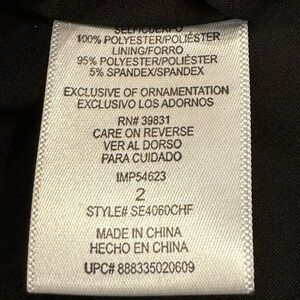 100% POLYESTER/POLIÉSTER
LINING/FORRO
95% POLYESTER/POLIÉSTER
5% SPANDEX/SPANDEX
EXCLUSIVE OF ORNAMENTATION
EXCLUSIVO LOS ADORNOS
RN# 39831
CARE ON REVERSE
VER AL DORSO
PARA CUIDADO
IMP54623
2
STYLE# SE4060CHF
MADE IN CHINA
HECHO EN CHINA
UPC# 888335020609